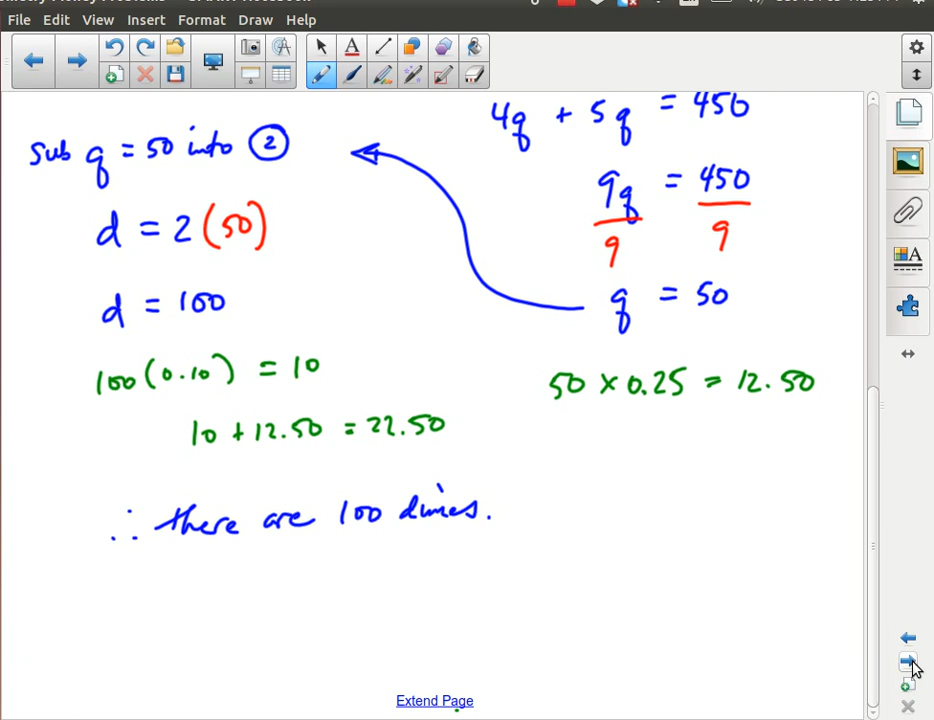 File Edit View Insert Format Draw Help
4q + 5q = 450
sub q = 50 into 2
9q = 450
9 9
d = 2 (50)
d = 100
q = 50
100(0.10) = 10
50 x 0.25 = 12.50
10 + 12.50 = 22.50
∴ there are 100 dimes.
Extend Page